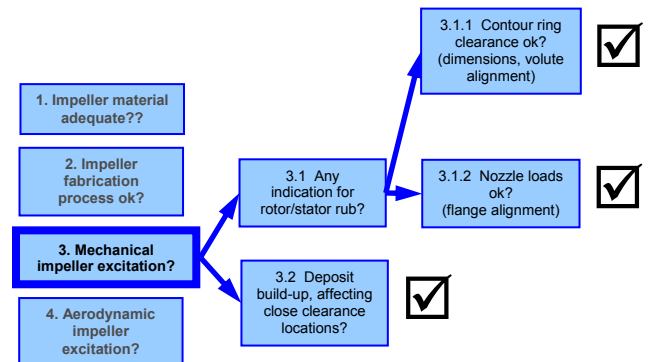 3.1.1 Contour ring
clearance ok?
(dimensions, volute
alignment)
1. Impeller material
adequate??
2. Impeller
fabrication
process ok?
3.1 Any
indication for
rotor/stator rub?
3.1.2 Nozzle loads
ok?
(flange alignment)
3. Mechanical
impeller excitation?
3.2 Deposit
build-up, affecting
close clearance
locations?
4. Aerodynamic
impeller
excitation?